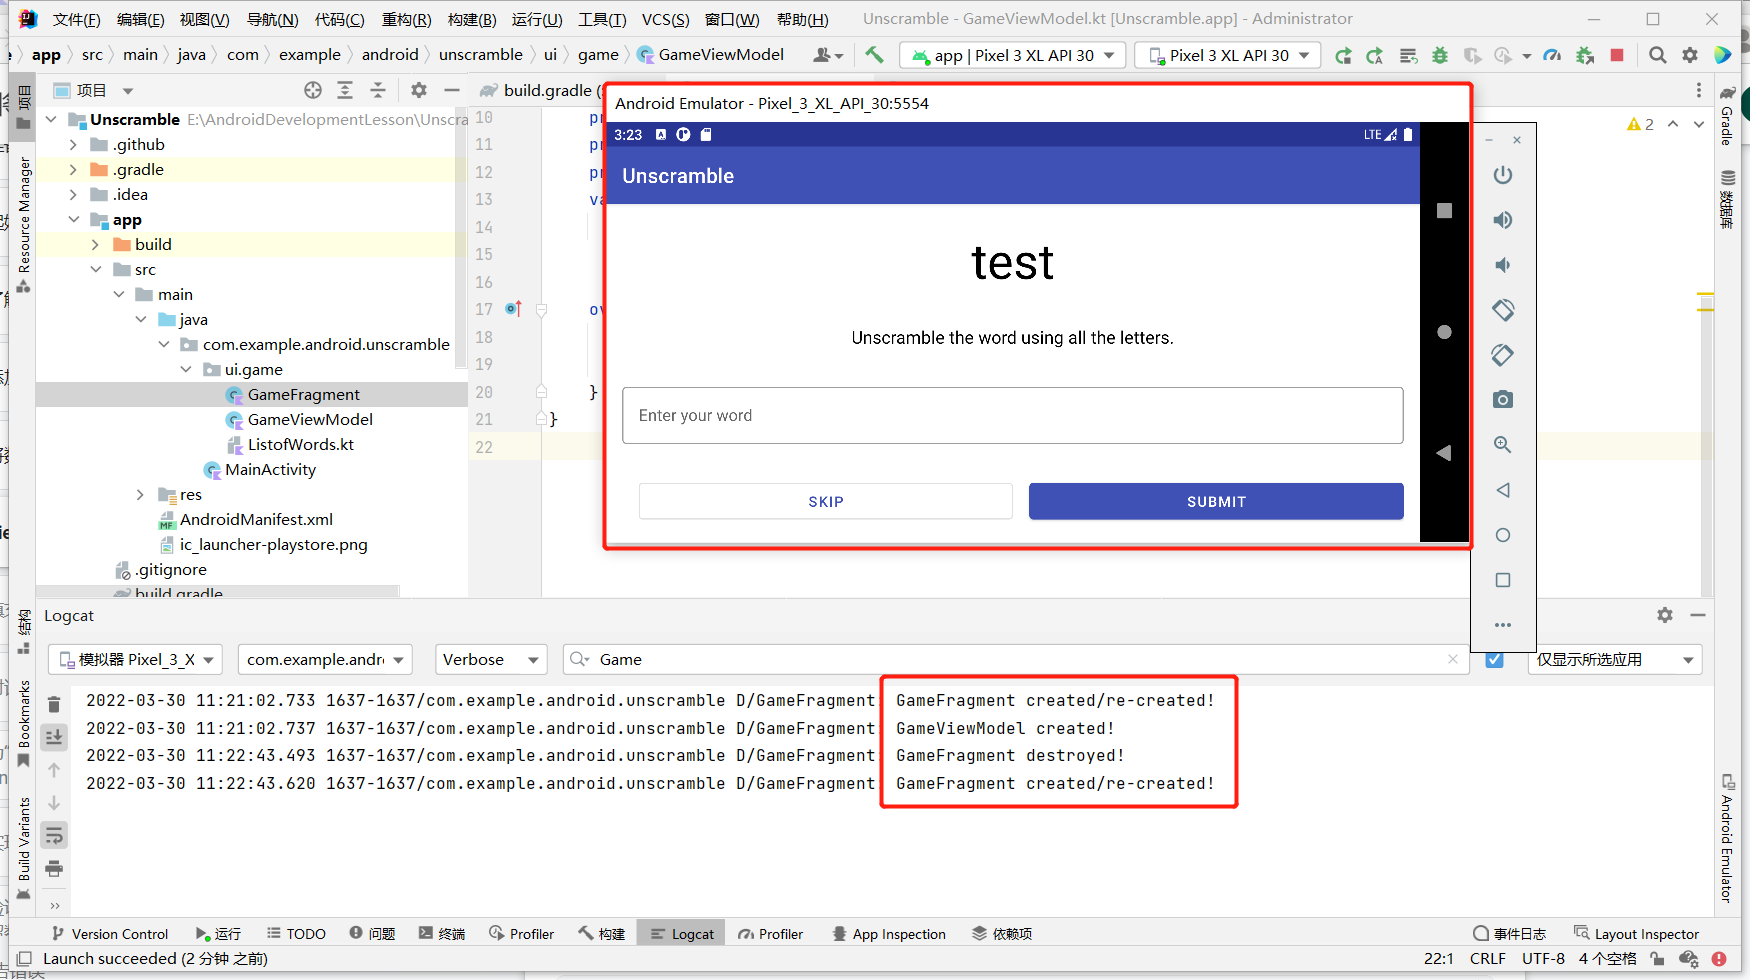 文件(F) 编辑(E) 视图(V) 导航(N) 代码(C) 重构(R) 构建(B) 运行(U) 工具(T) VCS(S) 窗口(W) 帮助(H) Unscramble - GameViewModel.kt [Unscramble.app] - Administrator
app src main java com example android unscramble ui game GameViewModel app | Pixel 3 XL API 30 Pixel 3 XL API 30
项目
build.gradle (
Unscramble E:\AndroidDevelopmentLesson\Unscra
.github
.gradle
.idea
app
build
src
main
java
com.example.android.unscramble
ui.game
GameFragment
GameViewModel
ListofWords.kt
MainActivity
res
AndroidManifest.xml
ic_launcher-playstore.png
.gitignore
build.gradle
项目
Resource Manager
结构
Bookmarks
Build Variants
10 pr
11 pr
12 pr
13 va
14
15
16
17 ov
18
19
20 }
21 }
22
2
Android Emulator - Pixel_3_XL_API_30:5554
3:23 LTE
Unscramble
test
Unscramble the word using all the letters.
Enter your word
SKIP SUBMIT
Gradle
数据库
Android Emulator
Logcat
模拟器 Pixel_3_X com.example.andr Verbose Game 仅显示所选应用
2022-03-30 11:21:02.733 1637-1637/com.example.android.unscramble D/GameFragment: GameFragment created/re-created!
2022-03-30 11:21:02.737 1637-1637/com.example.android.unscramble D/GameFragment: GameViewModel created!
2022-03-30 11:22:43.493 1637-1637/com.example.android.unscramble D/GameFragment: GameFragment destroyed!
2022-03-30 11:22:43.620 1637-1637/com.example.android.unscramble D/GameFragment: GameFragment created/re-created!
Version Control 运行 TODO 问题 终端 Profiler 构建 Logcat Profiler App Inspection 依赖项 事件日志 Layout Inspector
Launch succeeded (2 分钟 之前) 22:1 CRLF UTF-8 4 个空格